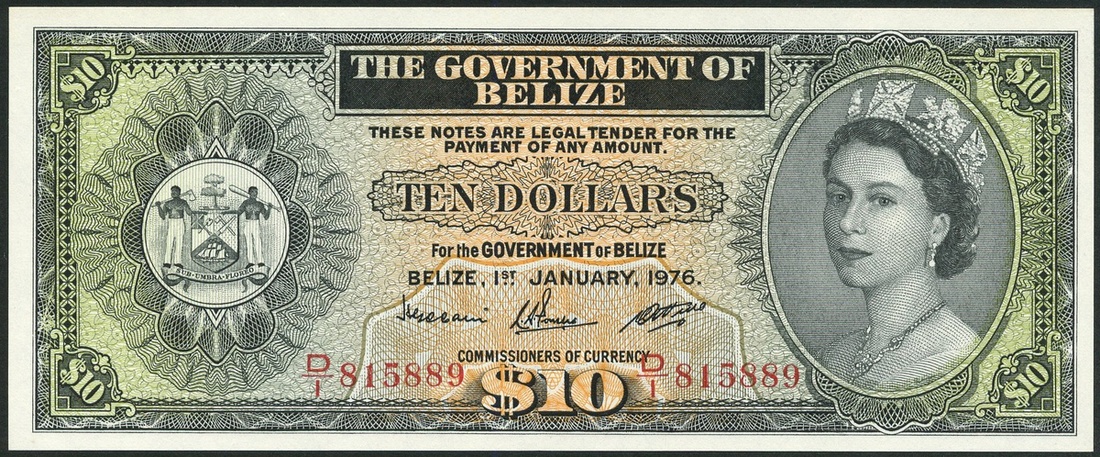 $10
$10
THE GOVERNMENT OF
BELIZE
THESE NOTES ARE LEGAL TENDER FOR THE
PAYMENT OF ANY AMOUNT.
TEN DOLLARS
For the GOVERNMENT of BELIZE
BELIZE, 1ST JANUARY, 1976.
SUB·UMBRA·FLOREO
COMMISSIONERS OF CURRENCY
D/1 815889
D/1 815889
$10
$10
$10